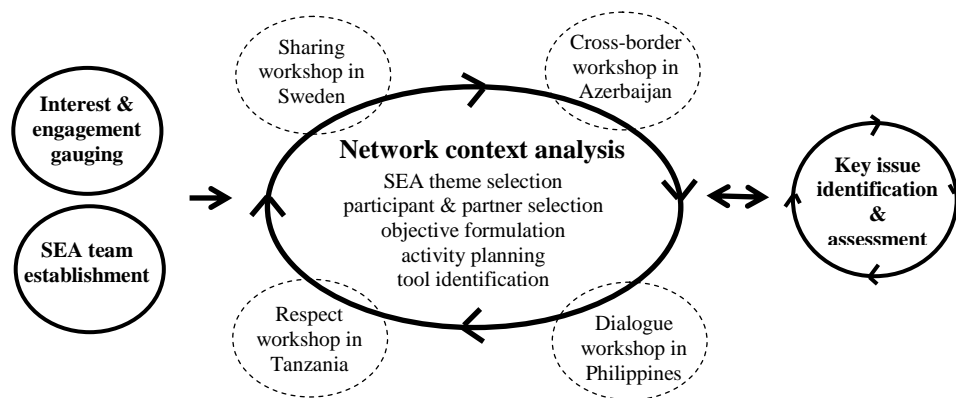 Interest &
engagement
gauging
SEA team
establishment
Sharing
workshop in
Sweden
Cross-border
workshop in
Azerbaijan
Network context analysis
SEA theme selection
participant & partner selection
objective formulation
activity planning
tool identification
Respect
workshop in
Tanzania
Dialogue
workshop in
Philippines
Key issue
identification
&
assessment